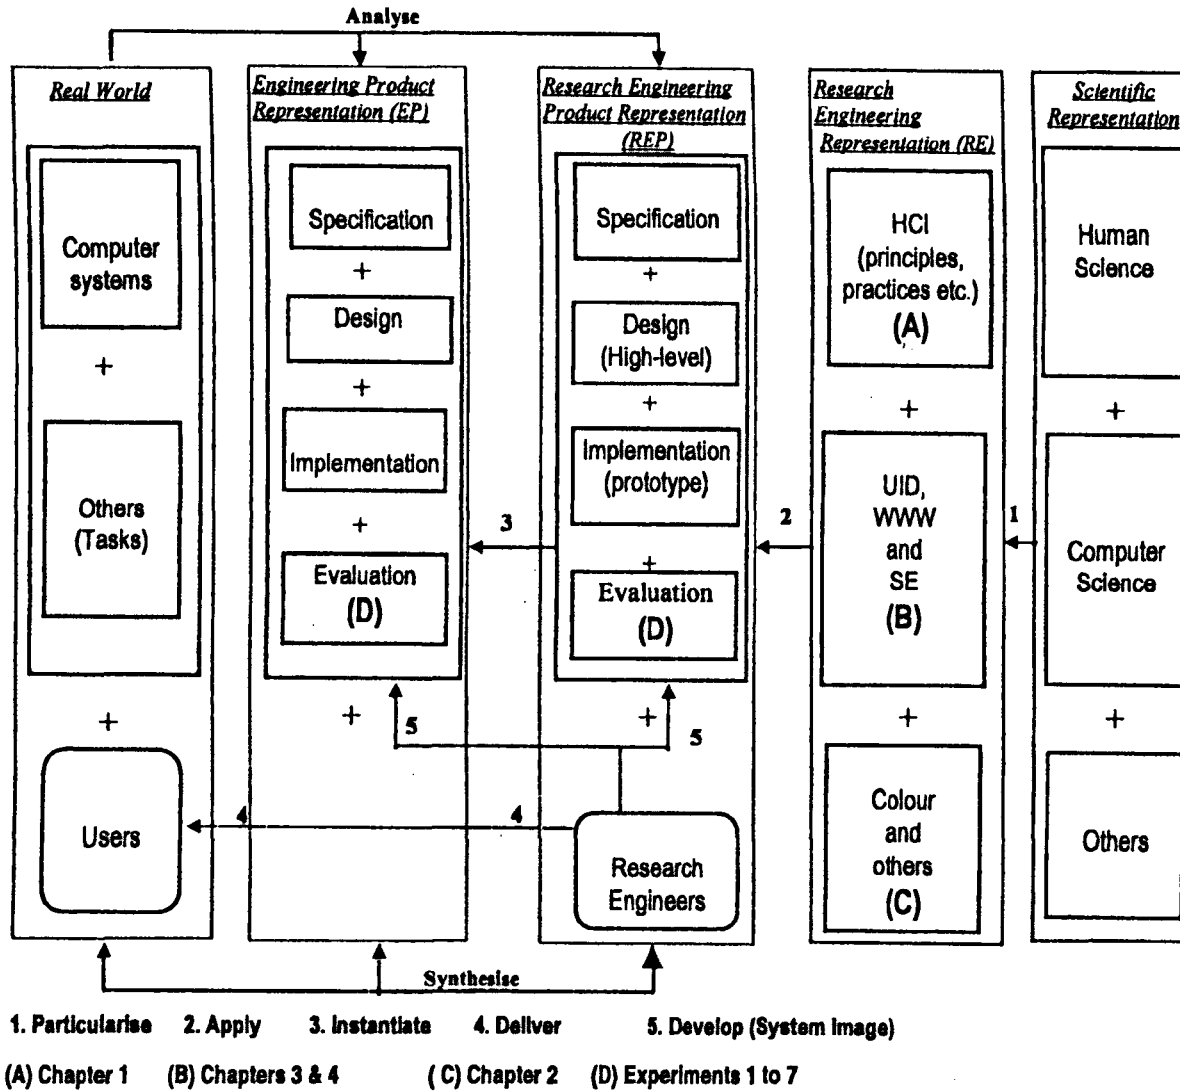 Analyse
Real World
Computer
systems
+
Others
(Tasks)
+
Users
Engineering Product
Representation (EP)
Specification
+
Design
+
Implementation
+
Evaluation
(D)
+
5
4
3
Research Engineering
Product Representation
(REP)
Specification
+
Design
(High-level)
+
Implementation
(prototype)
+
Evaluation
(D)
+
5
4
Research
Engineers
2
Research
Engineering
Representation (RE)
HCI
(principles,
practices etc.)
(A)
+
UID,
WWW
and
SE
(B)
+
Colour
and
others
(C)
1
Scientific
Representation
Human
Science
+
Computer
Science
+
Others
Synthesise
1. Particularise 2. Apply 3. Instantiate 4. Deliver 5. Develop (System Image)
(A) Chapter 1 (B) Chapters 3 & 4 ( C) Chapter 2 (D) Experiments 1 to 7